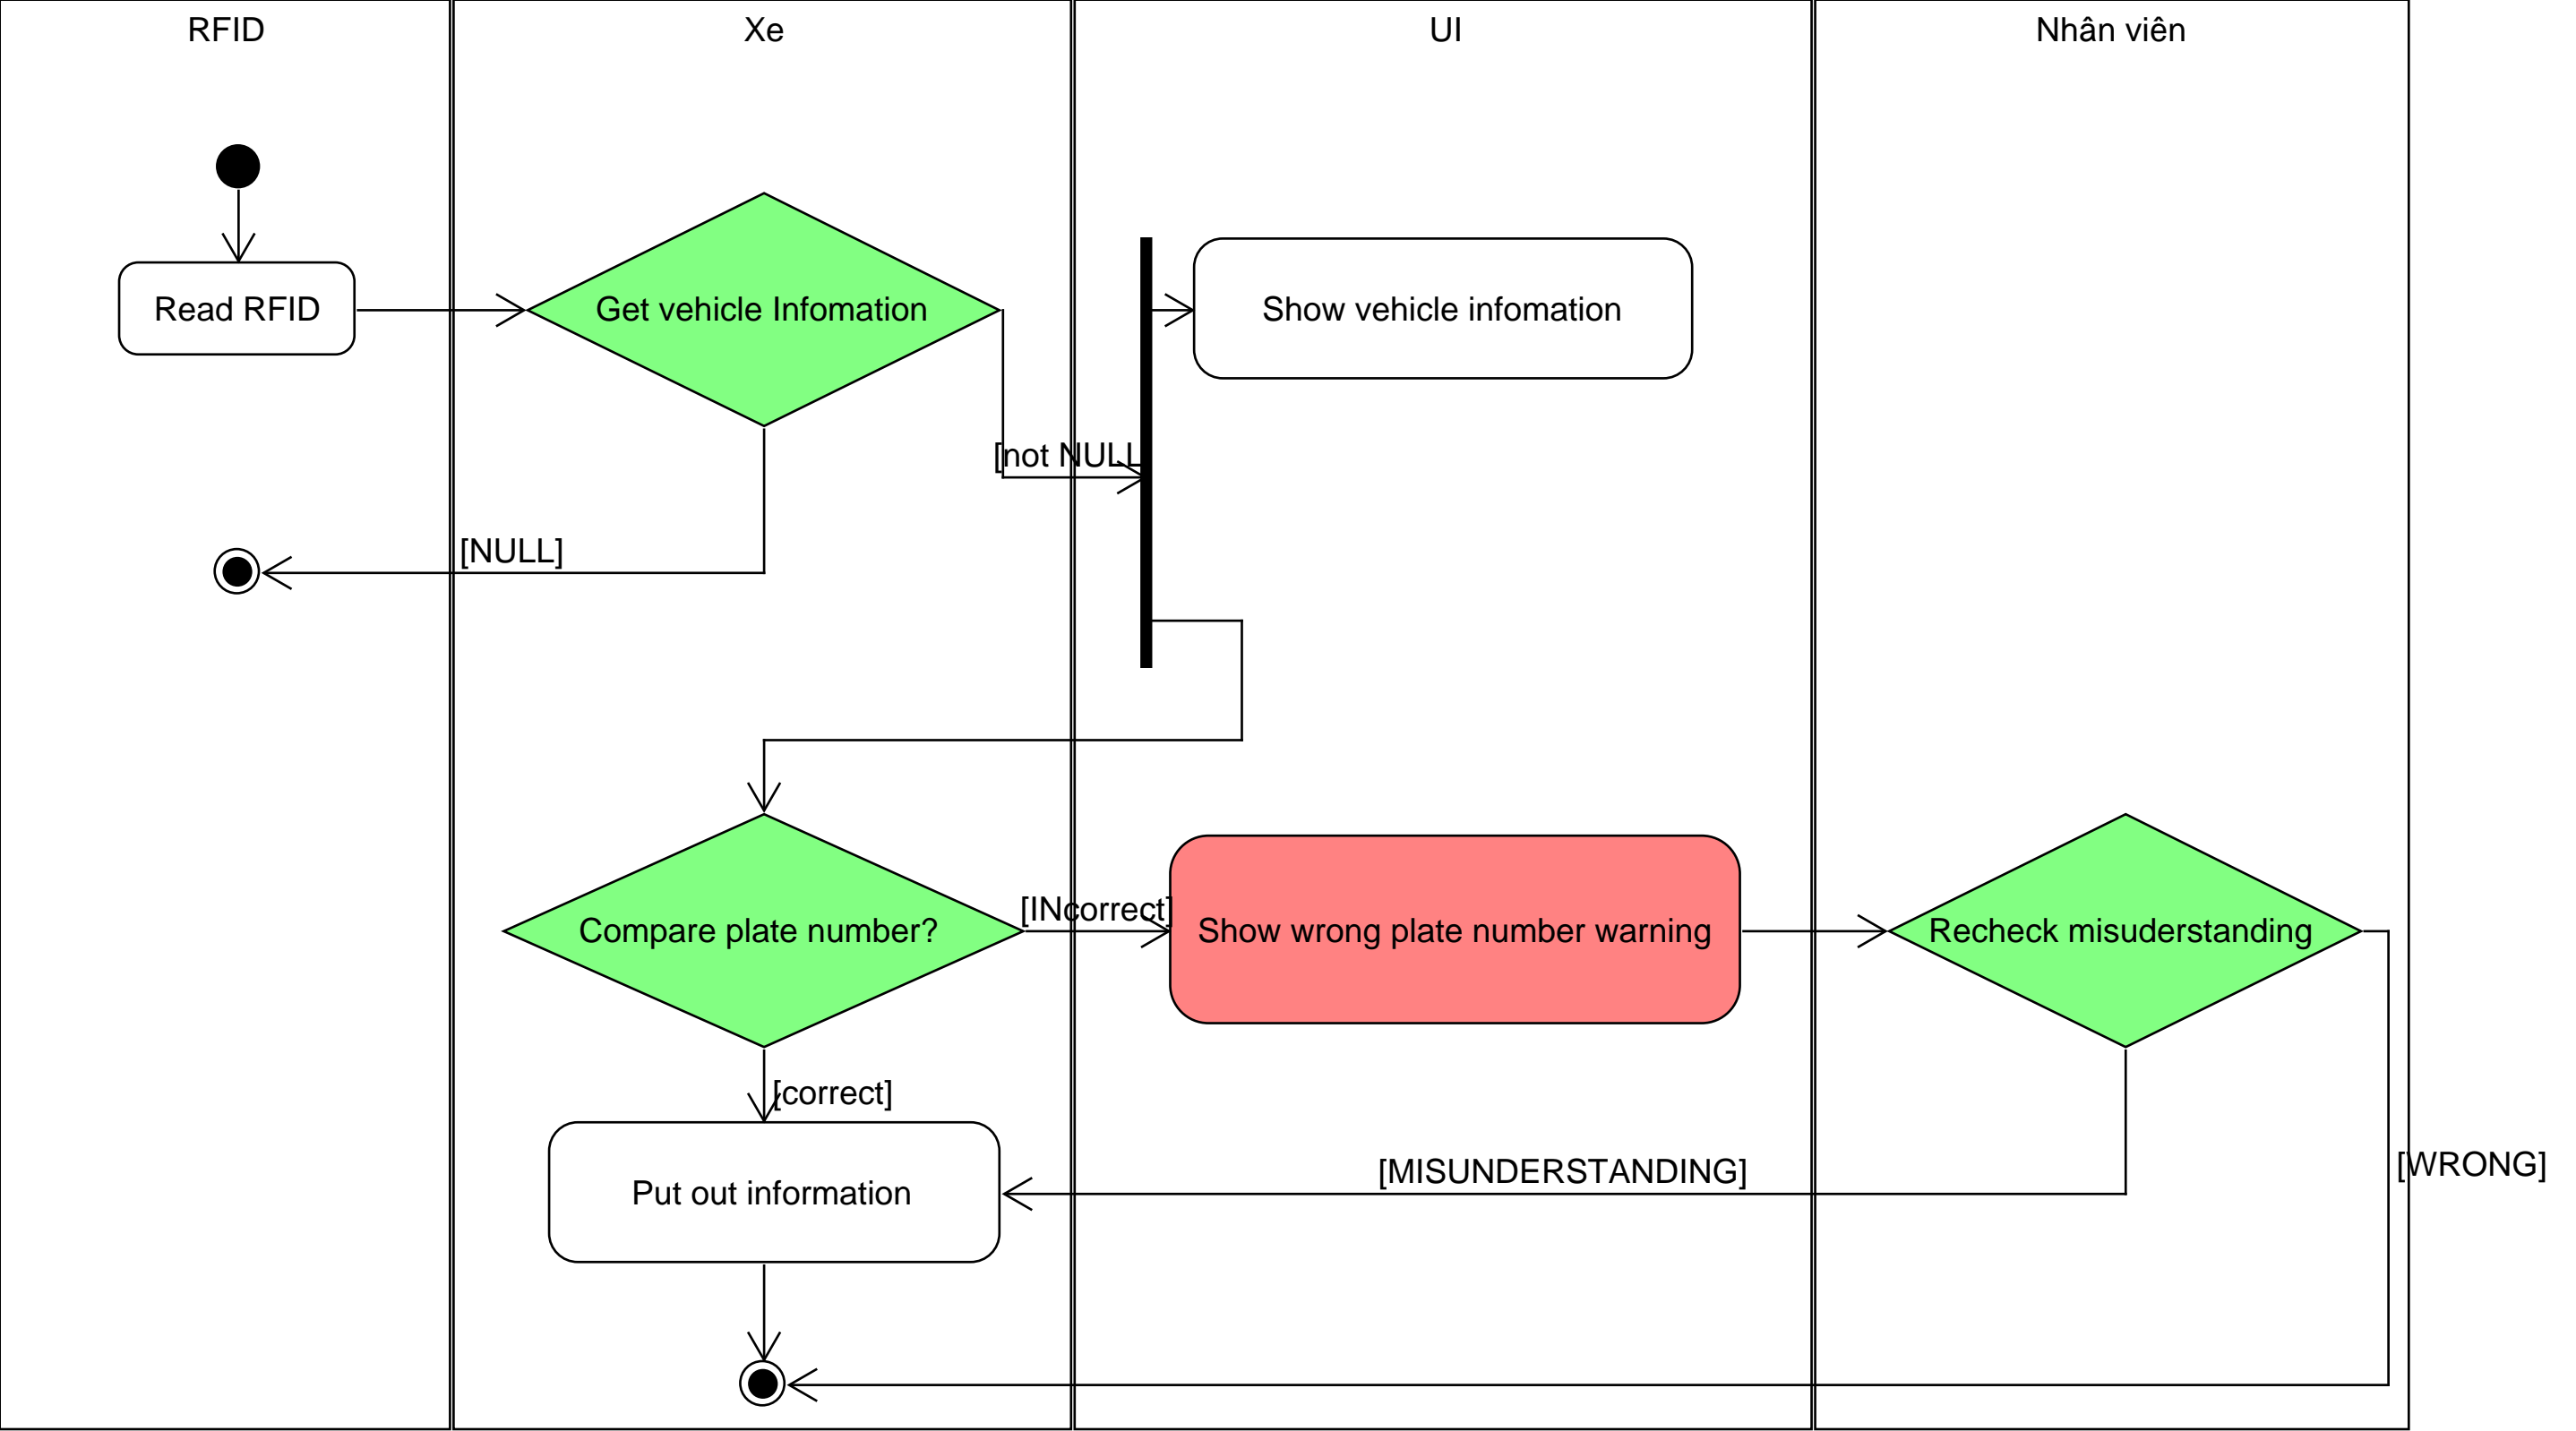 RFID
Xe
UI
Nhân viên
Read RFID
Get vehicle Infomation
Show vehicle infomation
[not NULL
[NULL]
Compare plate number?
[INcorrect]
Show wrong plate number warning
Recheck misuderstanding
[correct]
Put out information
[MISUNDERSTANDING]
[WRONG]